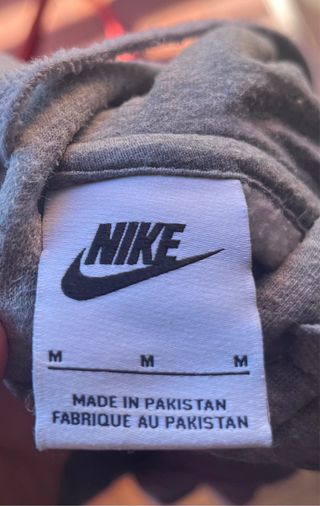 NIKE
M M M
MADE IN PAKISTAN
FABRIQUE AU PAKISTAN